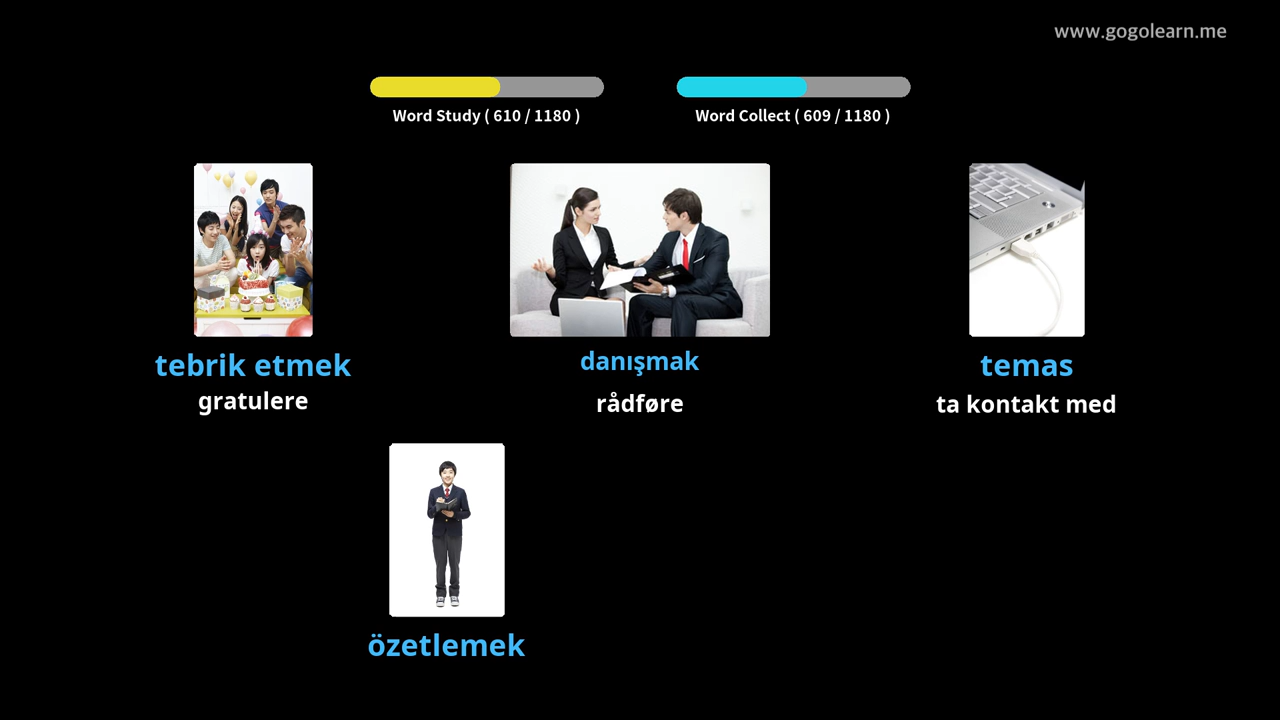 www.gogolearn.me
Word Study ( 610 / 1180 )
Word Collect ( 609 / 1180 )
tebrik etmek
gratulere
danışmak
rådføre
temas
ta kontakt med
özetlemek